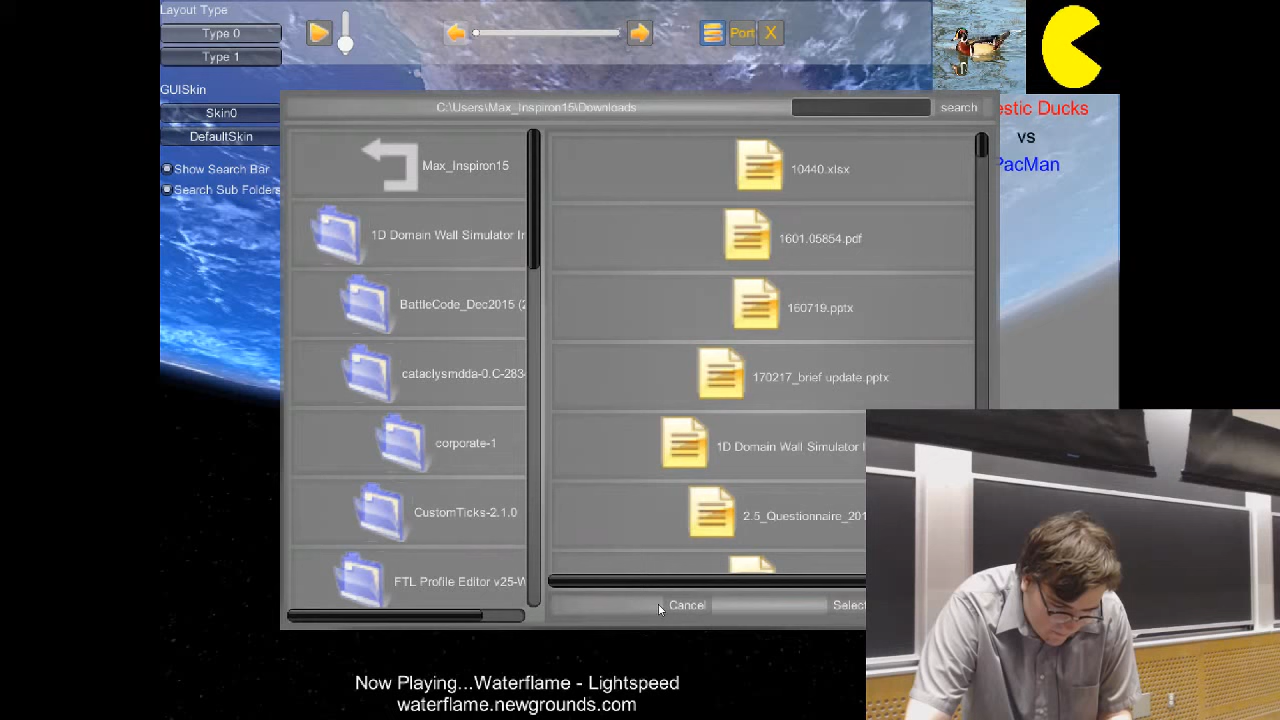 Layout Type
Type 0
Type 1
GUISkin
Skin0
DefaultSkin
Show Search Bar
Search Sub Folders
Port X
C:\Users\Max_Inspiron15\Downloads
search
Max_Inspiron15
1D Domain Wall Simulator
BattleCode_Dec2015
cataclysmdda-0.C-
corporate-1
CustomTicks-2.1.0
FTL Profile Editor
10440.xlsx
1601.05854.pdf
160719.pptx
170217_brief update.pptx
1D Domain Wall Simulator
2.5_Questionnaire_201
Cancel
Select
estic Ducks
vs
PacMan
Now Playing...Waterflame - Lightspeed
waterflame.newgrounds.com